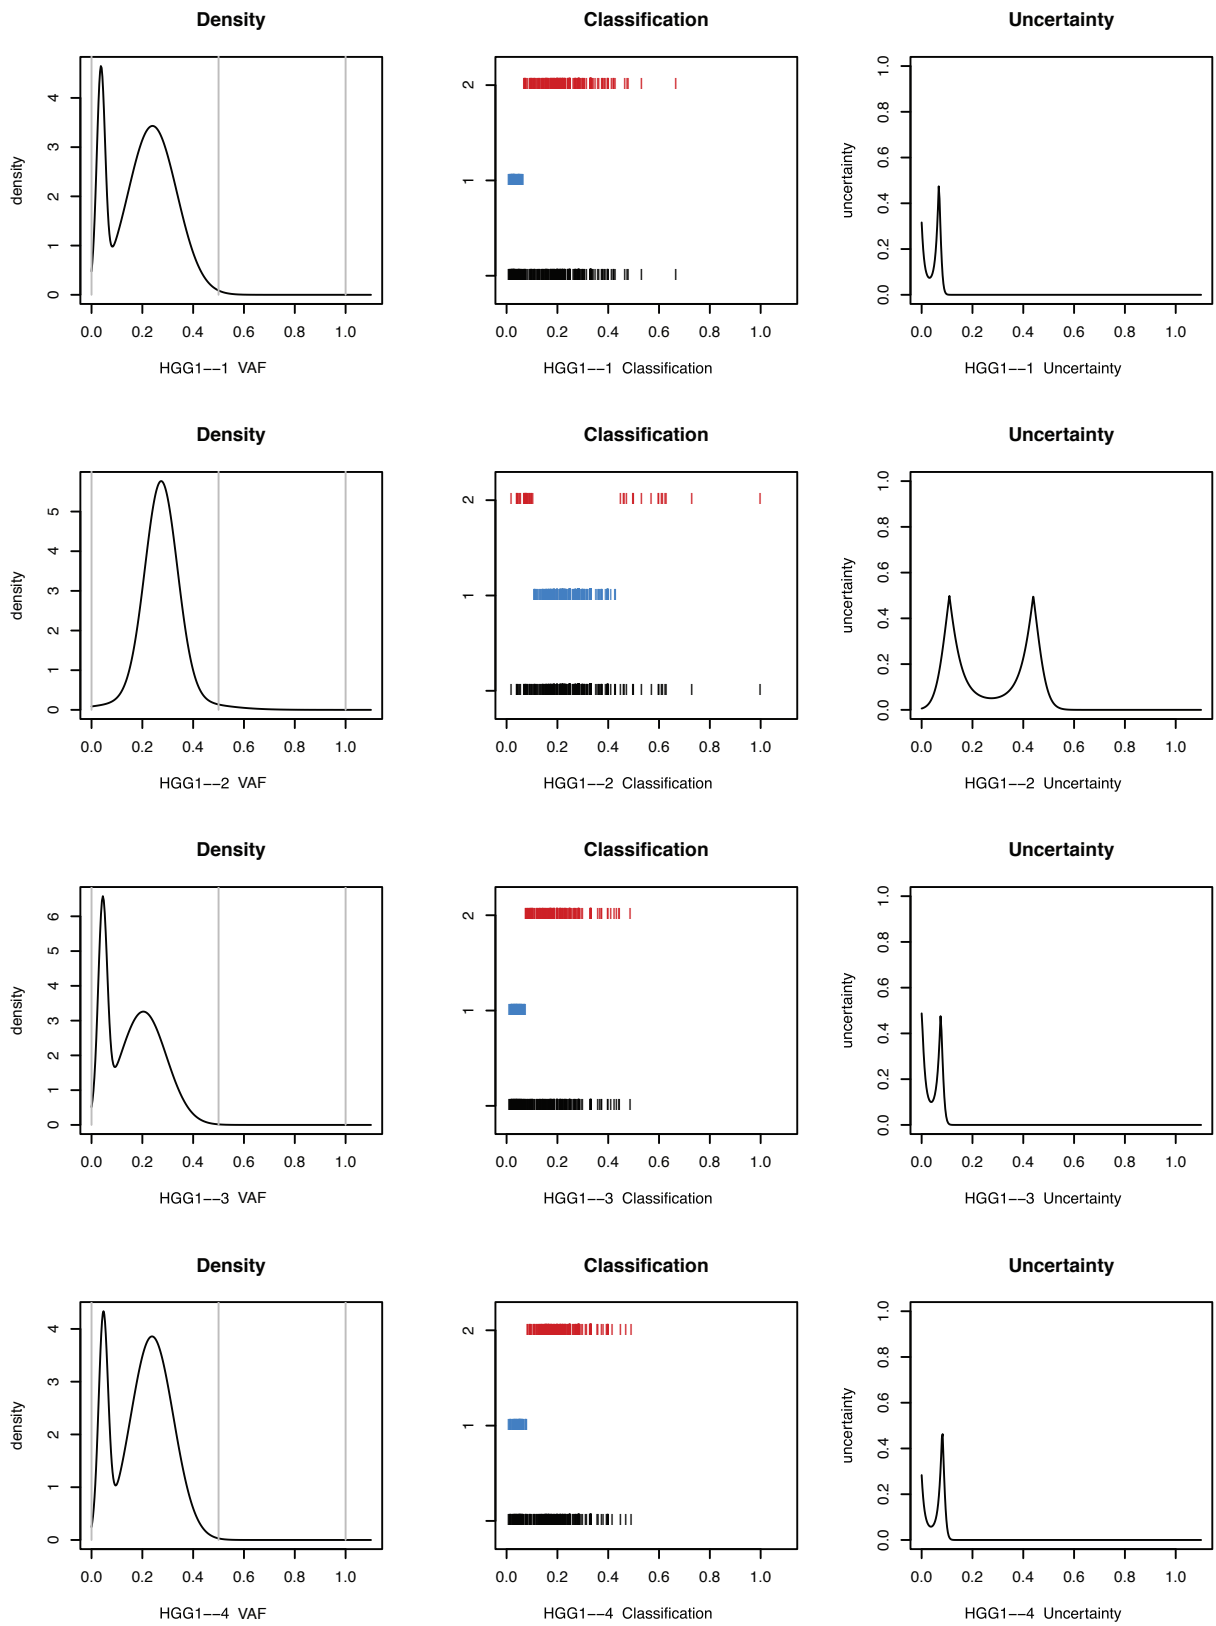 Density Classification Uncertainty
density
0 1 2 3 4
0.0 0.2 0.4 0.6 0.8 1.0
HGG1--1 VAF
1 2
0.0 0.2 0.4 0.6 0.8 1.0
HGG1--1 Classification
uncertainty
0.0 0.2 0.4 0.6 0.8 1.0
0.0 0.2 0.4 0.6 0.8 1.0
HGG1--1 Uncertainty
Density Classification Uncertainty
density
0 1 2 3 4 5
0.0 0.2 0.4 0.6 0.8 1.0
HGG1--2 VAF
1 2
0.0 0.2 0.4 0.6 0.8 1.0
HGG1--2 Classification
uncertainty
0.0 0.2 0.4 0.6 0.8 1.0
0.0 0.2 0.4 0.6 0.8 1.0
HGG1--2 Uncertainty
Density Classification Uncertainty
density
0 1 2 3 4 5 6
0.0 0.2 0.4 0.6 0.8 1.0
HGG1--3 VAF
1 2
0.0 0.2 0.4 0.6 0.8 1.0
HGG1--3 Classification
uncertainty
0.0 0.2 0.4 0.6 0.8 1.0
0.0 0.2 0.4 0.6 0.8 1.0
HGG1--3 Uncertainty
Density Classification Uncertainty
density
0 1 2 3 4
0.0 0.2 0.4 0.6 0.8 1.0
HGG1--4 VAF
1 2
0.0 0.2 0.4 0.6 0.8 1.0
HGG1--4 Classification
uncertainty
0.0 0.2 0.4 0.6 0.8 1.0
0.0 0.2 0.4 0.6 0.8 1.0
HGG1--4 Uncertainty